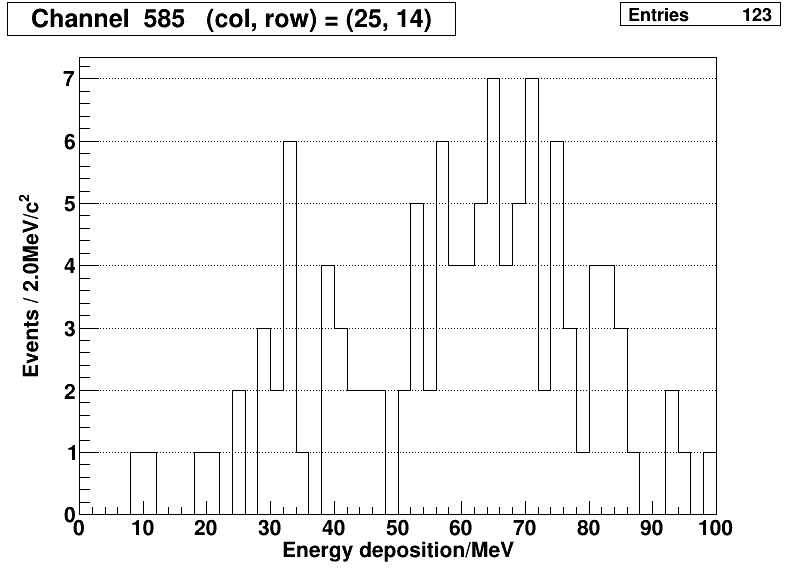 Channel 585 (col, row) = (25, 14)
Entries 123
7
6
5
4
3
2
1
0
Events / 2.0MeV/c²
0 10 20 30 40 50 60 70 80 90 100
Energy deposition/MeV